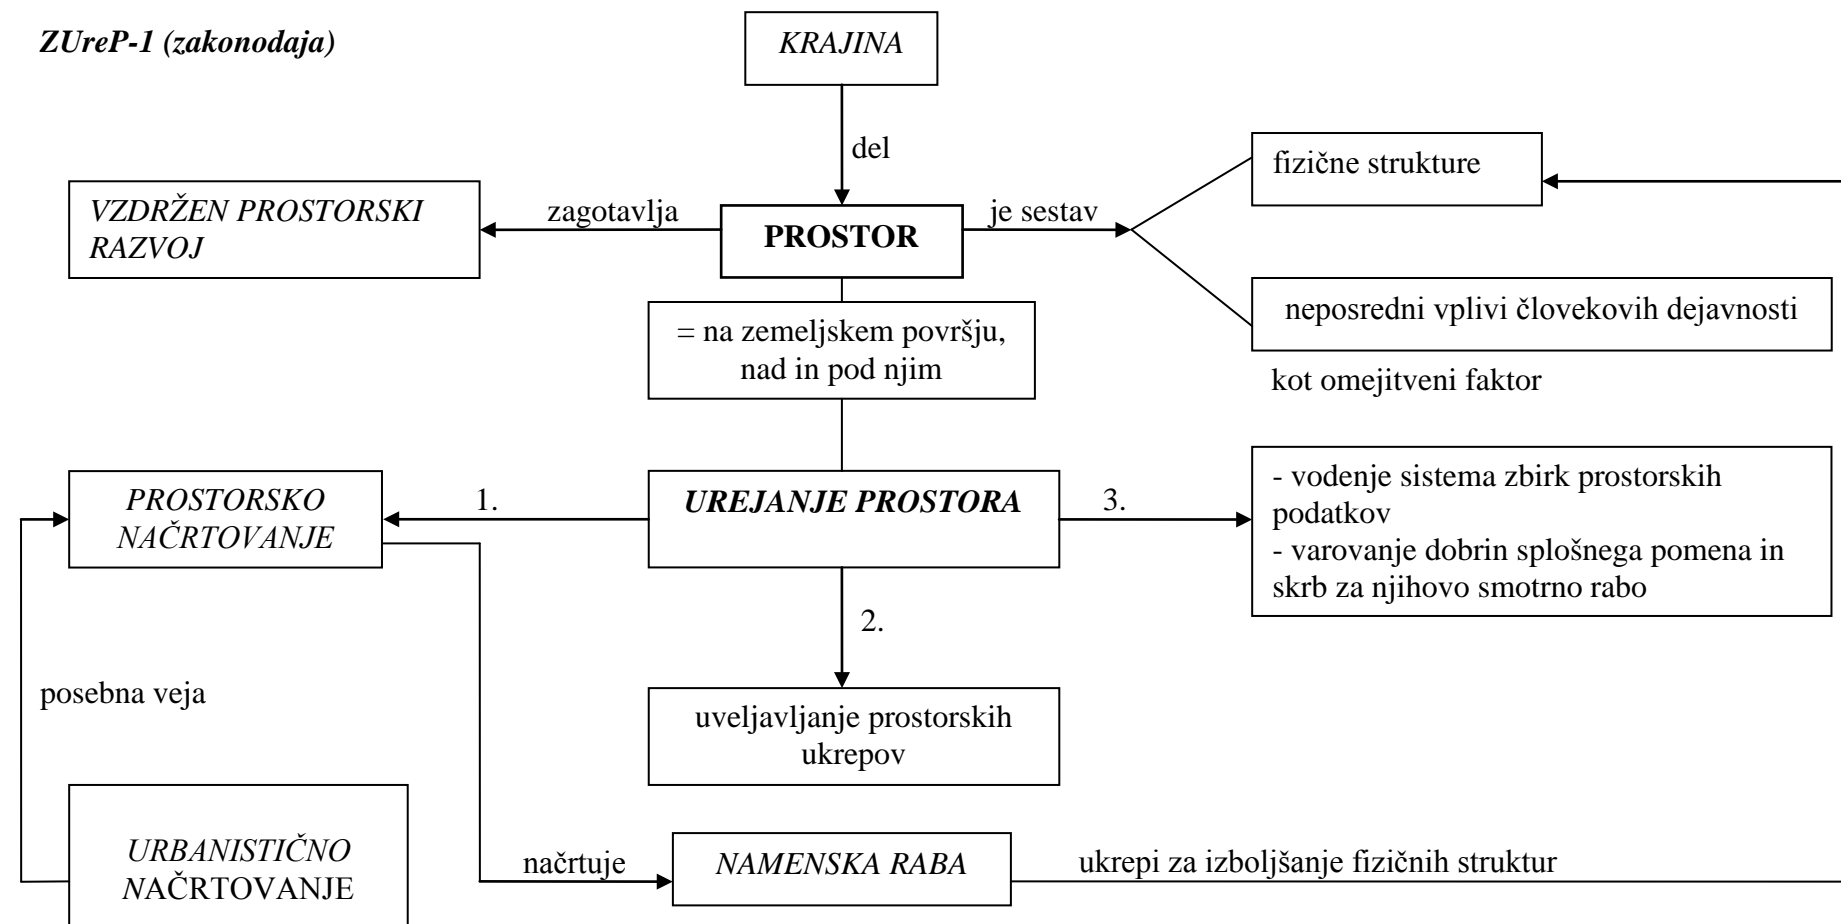 ZUreP-1 (zakonodaja)
KRAJINA
del
fizične strukture
VZDRŽEN PROSTORSKI
RAZVOJ
zagotavlja
PROSTOR
je sestav
neposredni vplivi človekovih dejavnosti
= na zemeljskem površju,
nad in pod njim
kot omejitveni faktor
PROSTORSKO
NAČRTOVANJE
1.
UREJANJE PROSTORA
3.
- vodenje sistema zbirk prostorskih
podatkov
- varovanje dobrin splošnega pomena in
skrb za njihovo smotrno rabo
2.
posebna veja
uveljavljanje prostorskih
ukrepov
URBANISTIČNO
NAČRTOVANJE
načrtuje
NAMENSKA RABA
ukrepi za izboljšanje fizičnih struktur